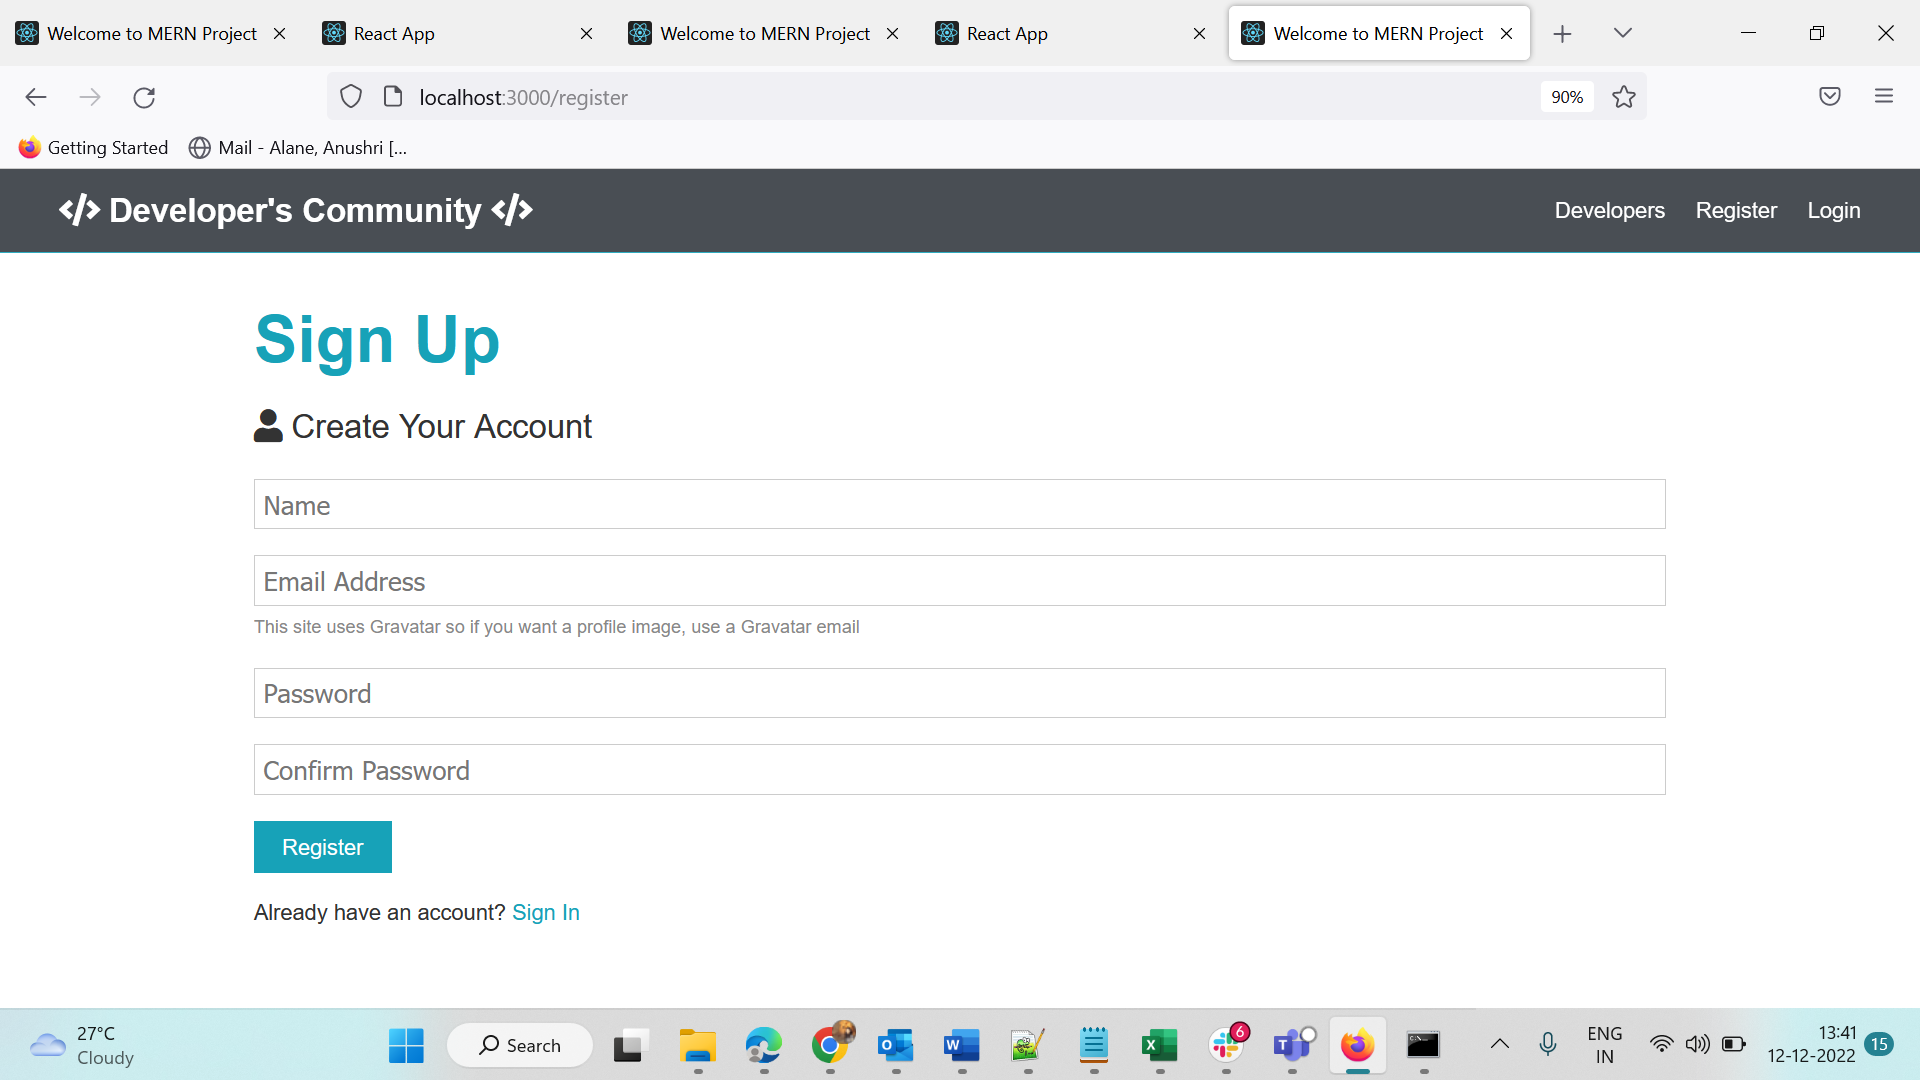 Welcome to MERN Project
React App
Welcome to MERN Project
React App
Welcome to MERN Project
localhost:3000/register
90%
Getting Started
Mail - Alane, Anushri [...
</> Developer's Community </>
Developers
Register
Login
Sign Up
Create Your Account
Name
Email Address
This site uses Gravatar so if you want a profile image, use a Gravatar email
Password
Confirm Password
Register
Already have an account? Sign In
27°C
Cloudy
Search
6
ENG
IN
13:41
12-12-2022
15